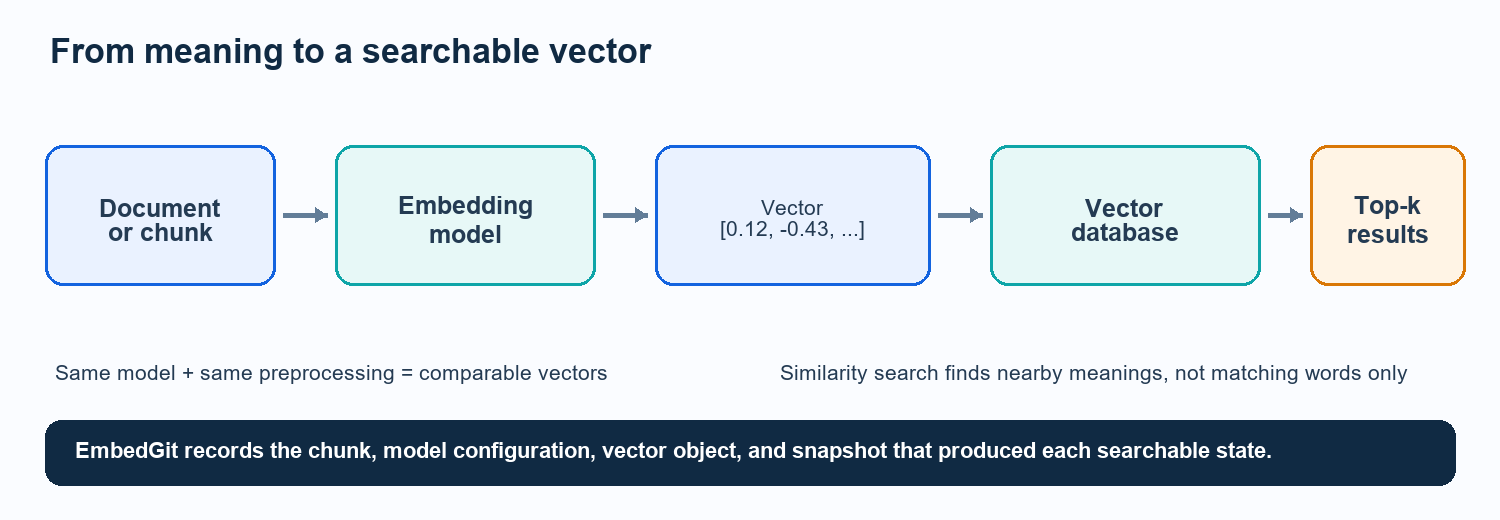 From meaning to a searchable vector
Document
or chunk
Embedding
model
Vector
[0.12, -0.43, ...]
Vector
database
Top-k
results
Same model + same preprocessing = comparable vectors
Similarity search finds nearby meanings, not matching words only
EmbedGit records the chunk, model configuration, vector object, and snapshot that produced each searchable state.